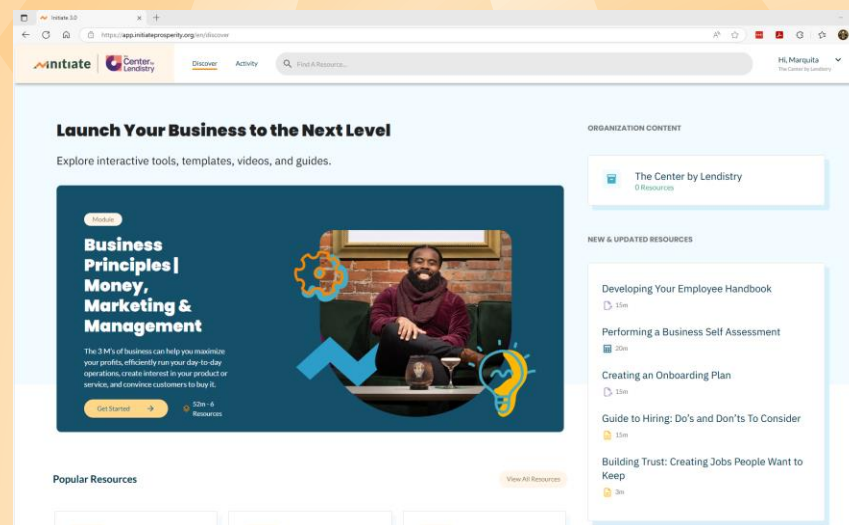 Initiate 3.0
https://app.initiateprosperity.org/en/discover
initiate
The Center by Lendistry
Discover
Activity
Find A Resource...
Hi, Marquita
The Center by Lendistry
Launch Your Business to the Next Level
Explore interactive tools, templates, videos, and guides.
Module
Business
Principles |
Money,
Marketing &
Management
The 3 M's of business can help you maximize
your profits, efficiently run your day-to-day
operations, create interest in your product or
service, and convince customers to buy it.
Get Started
52m - 6
Resources
Popular Resources
View All Resources
ORGANIZATION CONTENT
The Center by Lendistry
0 Resources
NEW & UPDATED RESOURCES
Developing Your Employee Handbook
15m
Performing a Business Self Assessment
20m
Creating an Onboarding Plan
15m
Guide to Hiring: Do's and Don'ts To Consider
15m
Building Trust: Creating Jobs People Want to
Keep
3m